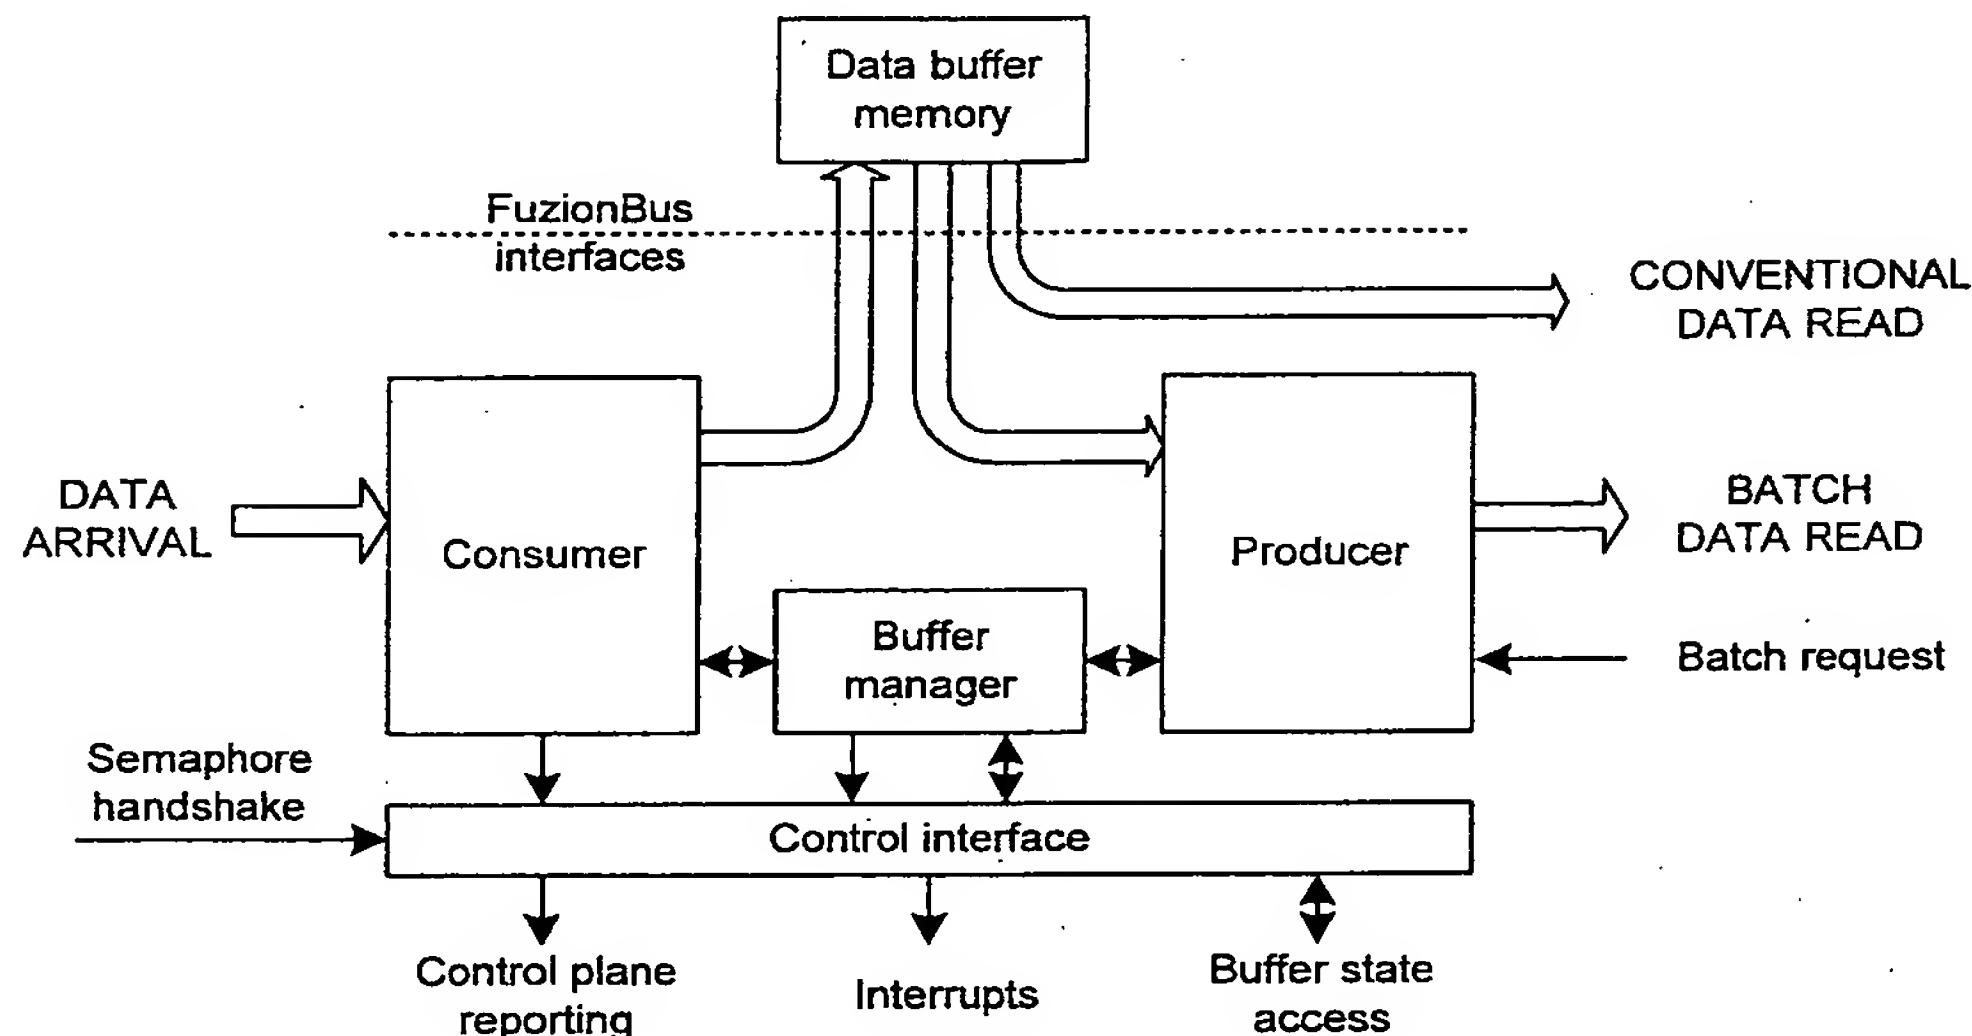 Data buffer
memory
FuzionBus
interfaces
CONVENTIONAL
DATA READ
DATA
ARRIVAL
Consumer
Producer
BATCH
DATA READ
Buffer
manager
Batch request
Semaphore
handshake
Control interface
Control plane
reporting
Interrupts
Buffer state
access